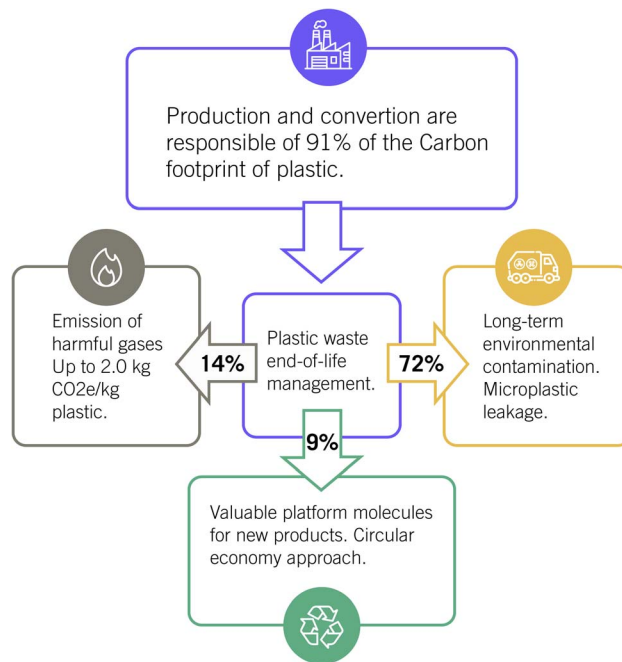 Production and convertion are
responsible of 91% of the Carbon
footprint of plastic.
Emission of
harmful gases
Up to 2.0 kg
CO2e/kg
plastic.
14%
Plastic waste
end-of-life
management.
72%
Long-term
environmental
contamination.
Microplastic
leakage.
9%
Valuable platform molecules
for new products. Circular
economy approach.